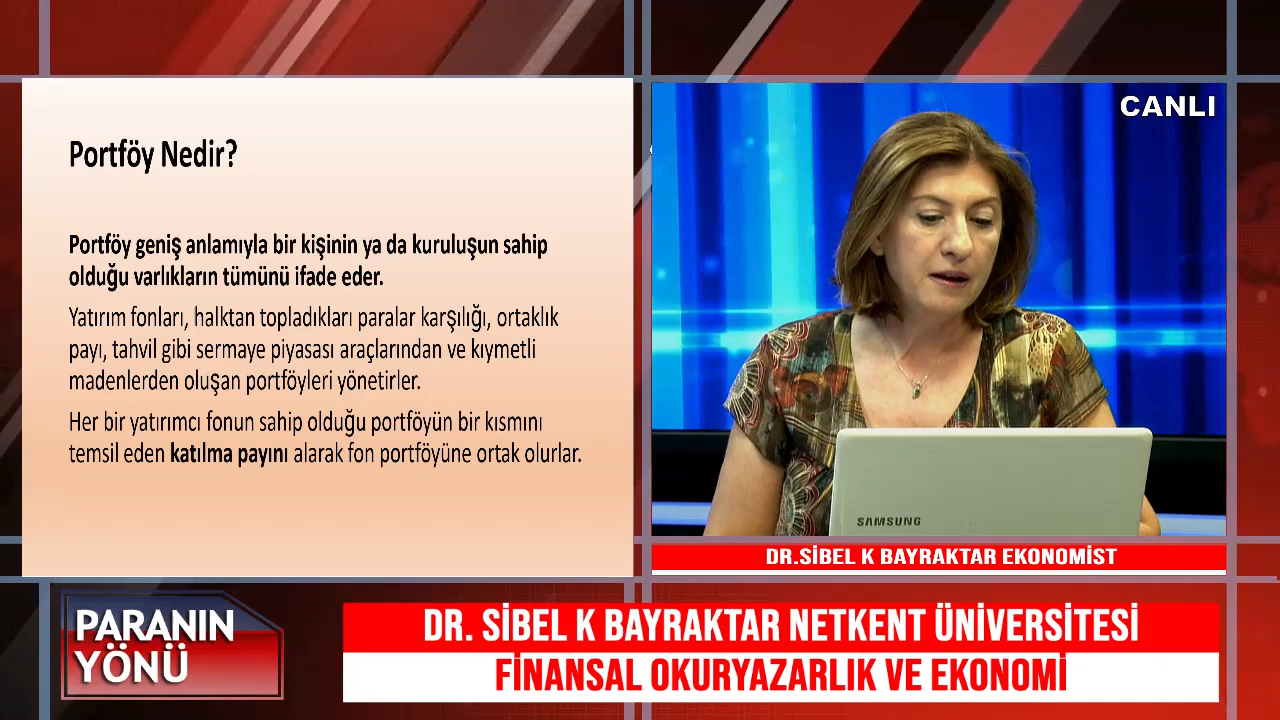 Portföy Nedir?
Portföy geniş anlamıyla bir kişinin ya da kuruluşun sahip
olduğu varlıkların tümünü ifade eder.
Yatırım fonları, halktan topladıkları paralar karşılığı, ortaklık
payı, tahvil gibi sermaye piyasası araçlarından ve kıymetli
madenlerden oluşan portföyleri yönetirler.
Her bir yatırımcı fonun sahip olduğu portföyün bir kısmını
temsil eden katılma payını alarak fon portföyüne ortak olurlar.
CANLI
SAMSUNG
DR.SİBEL K BAYRAKTAR EKONOMİST
PARANIN
YÖNÜ
DR. SİBEL K BAYRAKTAR NETKENT ÜNİVERSİTESİ
FİNANSAL OKURYAZARLIK VE EKONOMİ